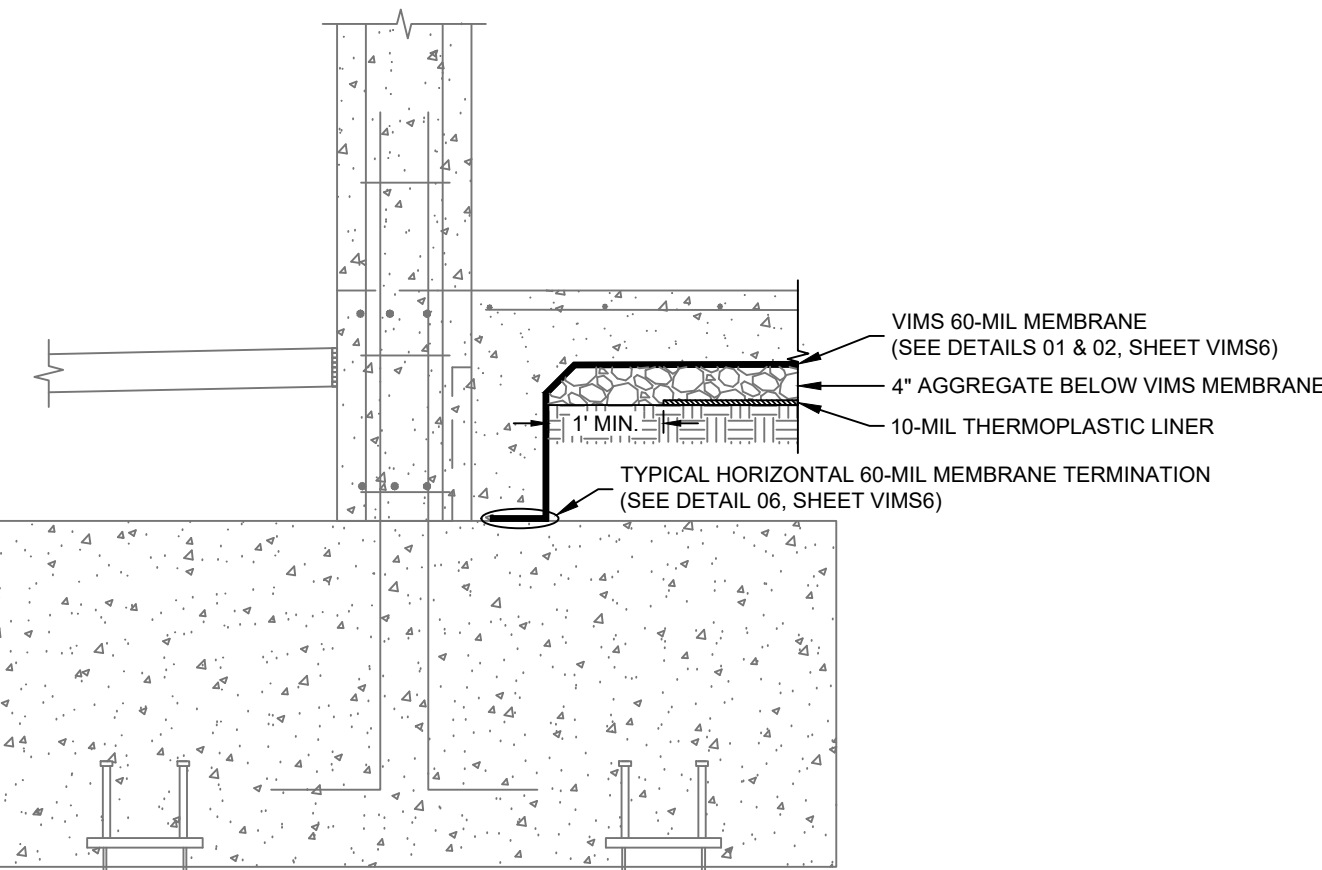 VIMS 60-MIL MEMBRANE
(SEE DETAILS 01 & 02, SHEET VIMS6)
4" AGGREGATE BELOW VIMS MEMBRANE
10-MIL THERMOPLASTIC LINER
1' MIN.
TYPICAL HORIZONTAL 60-MIL MEMBRANE TERMINATION
(SEE DETAIL 06, SHEET VIMS6)